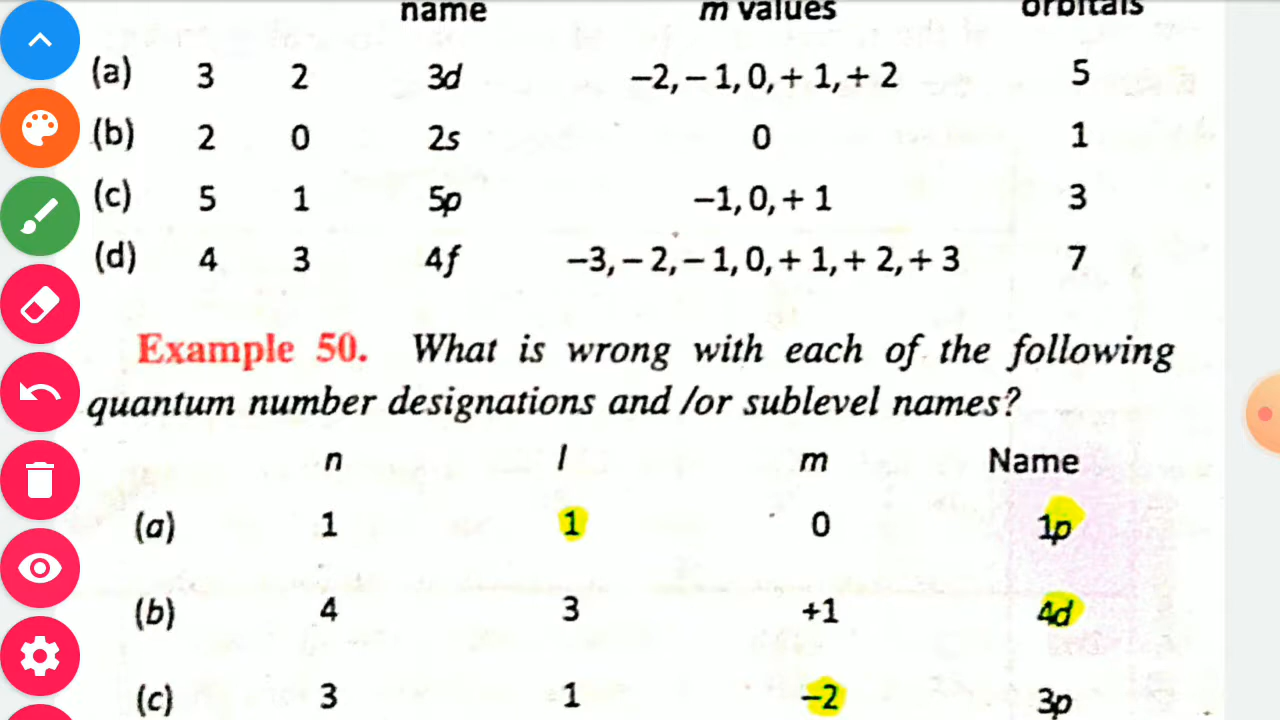 name m values orbitals
(a) 3 2 3d −2, − 1, 0, + 1, + 2 5
(b) 2 0 2s 0 1
(c) 5 1 5p −1, 0, + 1 3
(d) 4 3 4f −3, − 2, − 1, 0, + 1, + 2, + 3 7
Example 50. What is wrong with each of the following
quantum number designations and /or sublevel names?
n l m Name
(a) 1 1 0 1p
(b) 4 3 +1 4d
(c) 3 1 −2 3p